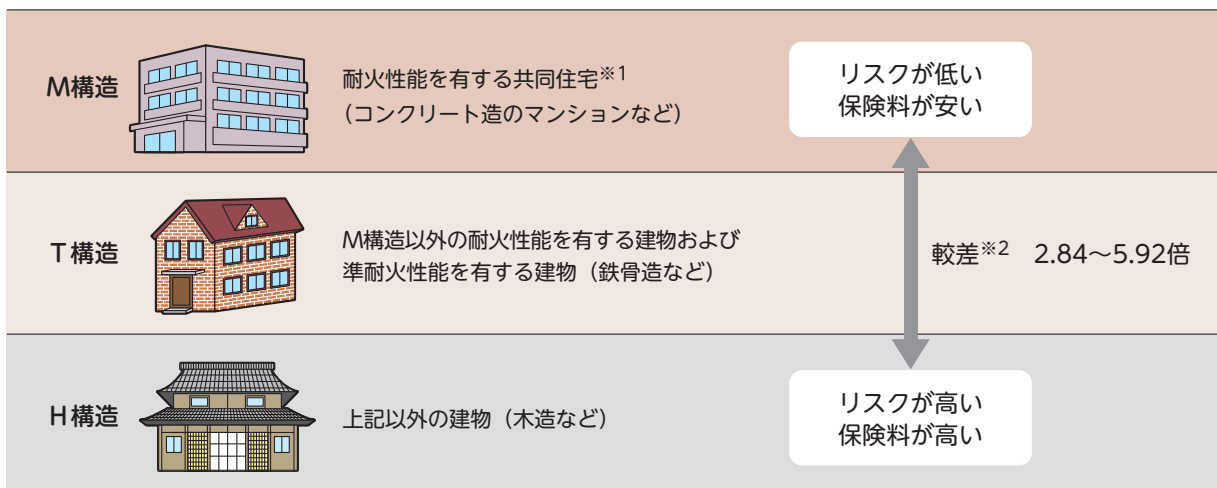 M構造
耐火性能を有する共同住宅※1
（コンクリート造のマンションなど）
リスクが低い
保険料が安い
T構造
M構造以外の耐火性能を有する建物および
準耐火性能を有する建物（鉄骨造など）
較差※2 2.84～5.92倍
H構造
上記以外の建物（木造など）
リスクが高い
保険料が高い